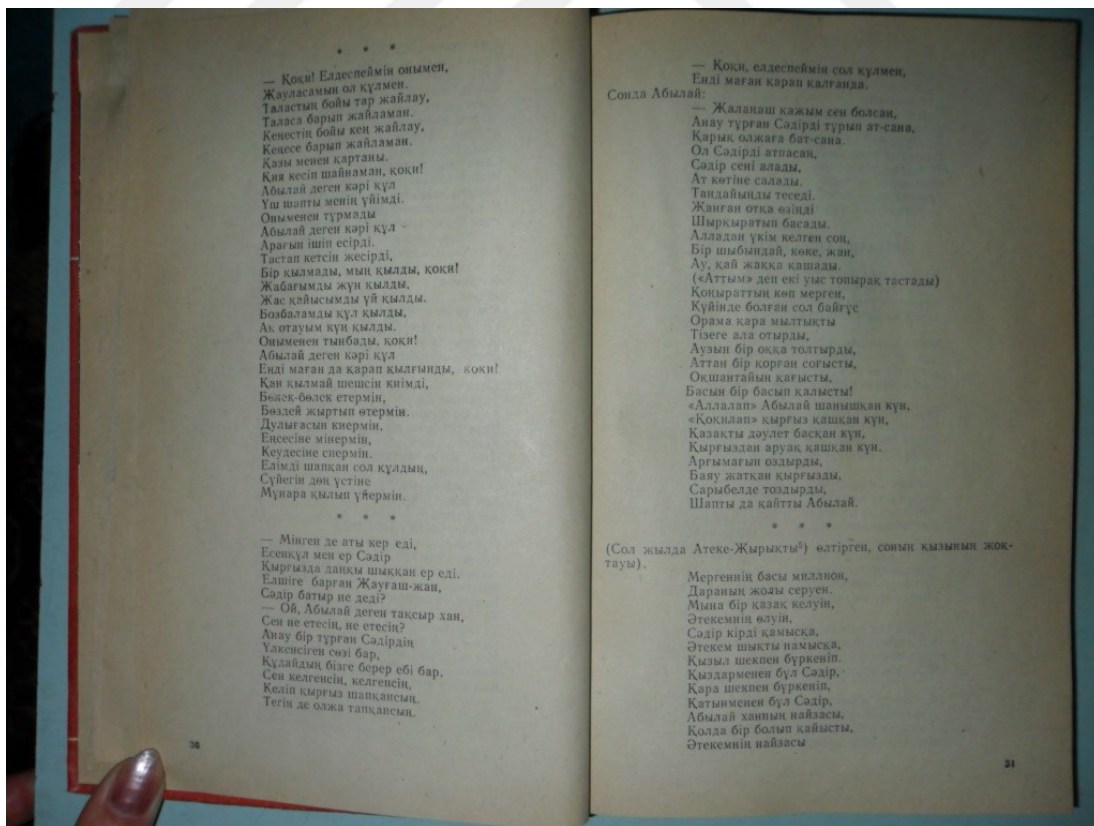 * * *
— Қоқи! Елдеспеймін онымен,
Жауласамын ол құлмен.
Таластың бойы тар жайлау,
Таласа барып жайламан.
Кеңестің бойы кең жайлау,
Кеңесе барып жайламан.
Қазы менен қартаны.
Қия кесіп шайнаман, қоқи!
Абылай деген кәрі құл
Үш шапты менің үйімді.
Оныменен тұрмады
Абылай деген кәрі құл -
Арағын ішіп есірді.
Тастап кетсін жесірді,
Бір қылмады, мың қылды, қоқи!
Жабағымды жүн қылды,
Жас қайысымды үй қылды.
Бозбаламды құл қылды,
Ақ отауым күң қылды.
Оныменен тынбады, қоқи!
Абылай деген кәрі құл
Енді маған да қарап қылғынды, қоқи!
Қан қылмай шешсін киімді,
Бөлек-бөлек етермін,
Бөздей жыртып өтермін.
Дулығасын киермін,
Еңсесіне мінермін,
Кеудесіне енермін.
Елімді шапқан сол құлдың,
Сүйегін дөң үстіне
Мұнара қылып үйермін.
* * *
— Мінген де аты кер еді,
Есенқұл мен ер Сәдір
Қырғызда даңқы шыққан ер еді.
Елшіге барған Жауғаш-жан,
Сәдір батыр не деді?
— Ой, Абылай деген тақсыр хан,
Сен не етесің, не етесің?
Анау бір тұрған Сәдірдің
Үлкенсіген сөзі бар,
Құдайдың бізге берер ебі бар,
Сен келгенсің, келгенсің,
Келіп қырғыз шапқансың.
Тегін де олжа тапқансың.
30
— Қоқи, елдеспеймін сол құлмен,
Енді маған қарап қалғанда.
Сонда Абылай:
— Жалаңаш қажым сен болсаң,
Анау тұрған Сәдірді тұрып ат-сана,
Қарық олжаға бат-сана.
Ол Сәдірді атпасаң,
Сәдір сені алады,
Ат көтіне салады.
Таңдайыңды теседі.
Жанған отқа өзіңді
Шырқыратып басады.
Алладан үкім келген соң,
Бір шыбындай, көке, жан,
Ау, қай жаққа қашады.
(«Аттым» деп екі уыс топырақ тастады)
Қоңыраттың көп мерген,
Күйінде болған сол байғұс
Орама қара мылтықты
Тізеге ала отырды,
Аузын бір оққа толтырды,
Аттан бір қорған соғысты,
Оқшантайын қағысты,
Басын бір басып қалысты!
«Аллалап» Абылай шанышқан күн,
«Қоқилап» қырғыз қашқан күн,
Қазақты дәулет басқан күн,
Қырғыздан аруақ қашқан күн.
Арғымағын оздырды,
Баяу жатқан қырғызды,
Сарыбелде тоздырды,
Шапты да қайтты Абылай.
* * *
(Сол жылда Атеке-Жырықты⁵) өлтірген, соның қызының жоқ-
тауы).
Мергеннің басы миллион,
Дараның жолы серуен.
Мына бір қазақ келуін,
Әтекемнің өлуін,
Сәдір кірді қамысқа,
Әтекем шықты намысқа,
Қызыл шекпен бүркеніп.
Қыздарменен бұл Сәдір,
Қара шекпен бүркеніп,
Қатынменен бұл Сәдір,
Абылай ханның найзасы,
Қолда бір болып қайысты,
Әтекемнің найзасы
31